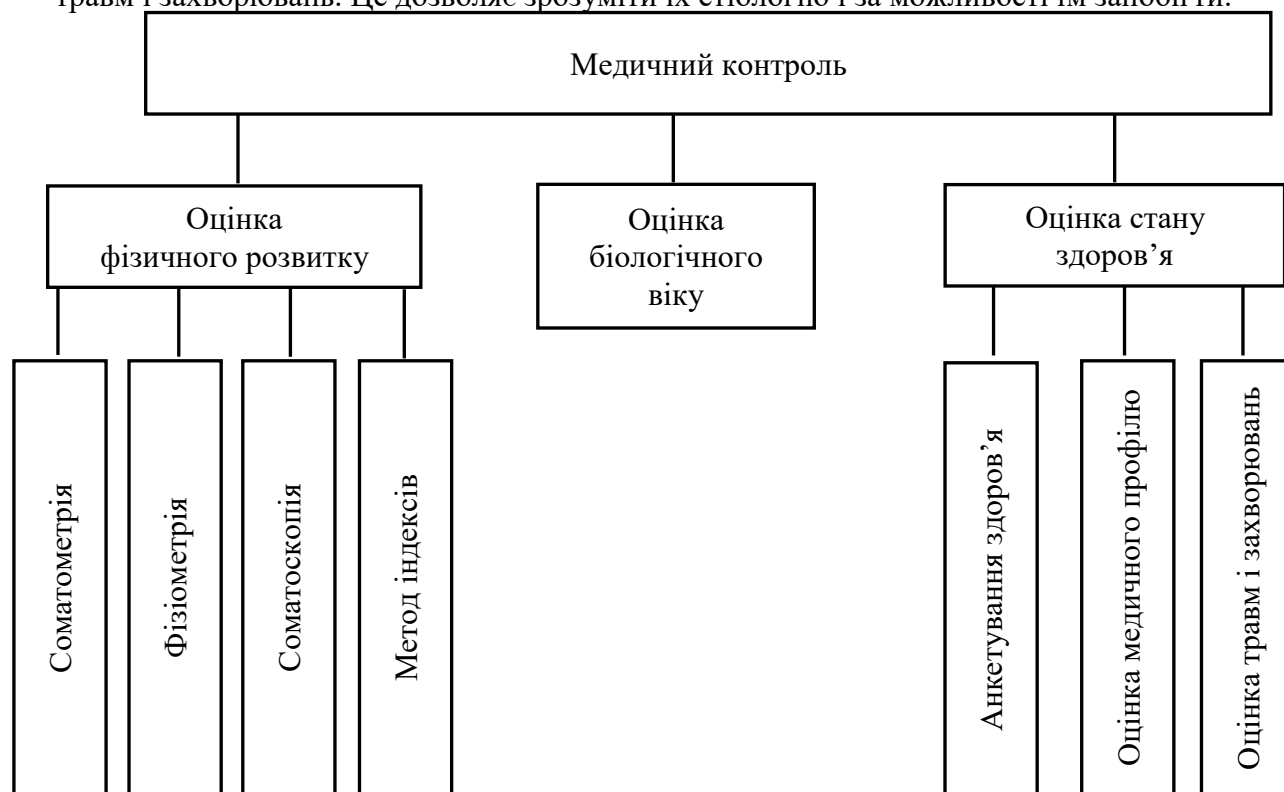 травм і захворювань. Це дозволяє зрозуміти їх етіологію і за можливості їм запобігти.
Медичний контроль
Оцінка
фізичного розвитку
Оцінка
біологічного
віку
Оцінка стану
здоров’я
Соматометрія
Фізіометрія
Соматоскопія
Метод індексів
Анкетування здоров’я
Оцінка медичного профілю
Оцінка травм і захворювань